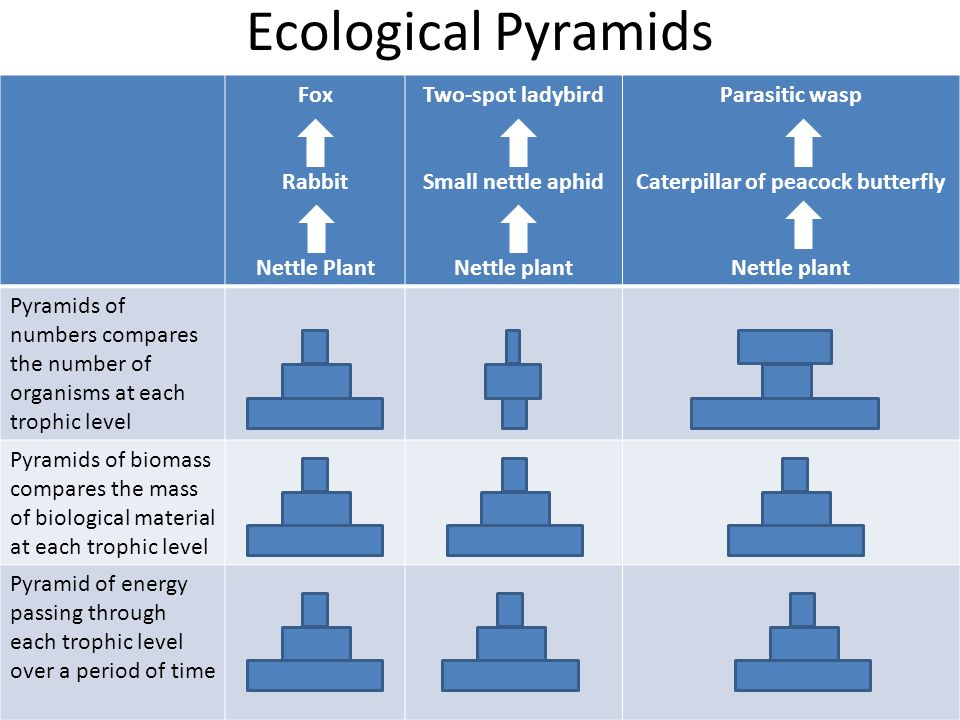 Ecological Pyramids
Fox
Rabbit
Nettle Plant
Two-spot ladybird
Small nettle aphid
Nettle plant
Parasitic wasp
Caterpillar of peacock butterfly
Nettle plant
Pyramids of
numbers compares
the number of
organisms at each
trophic level
Pyramids of biomass
compares the mass
of biological material
at each trophic level
Pyramid of energy
passing through
each trophic level
over a period of time